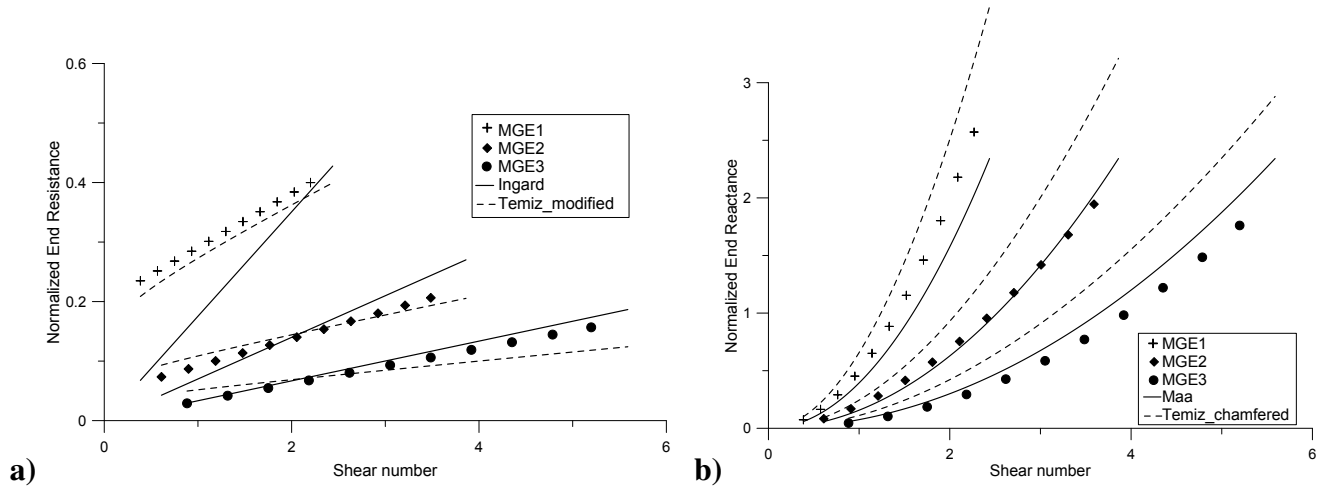 0.6
0.4
0.2
0
0
2
4
6
Normalized End Resistance
Shear number
MGE1
MGE2
MGE3
Ingard
Temiz_modified
a)
3
2
1
0
0
2
4
6
Normalized End Reactance
Shear number
MGE1
MGE2
MGE3
Maa
Temiz_chamfered
b)